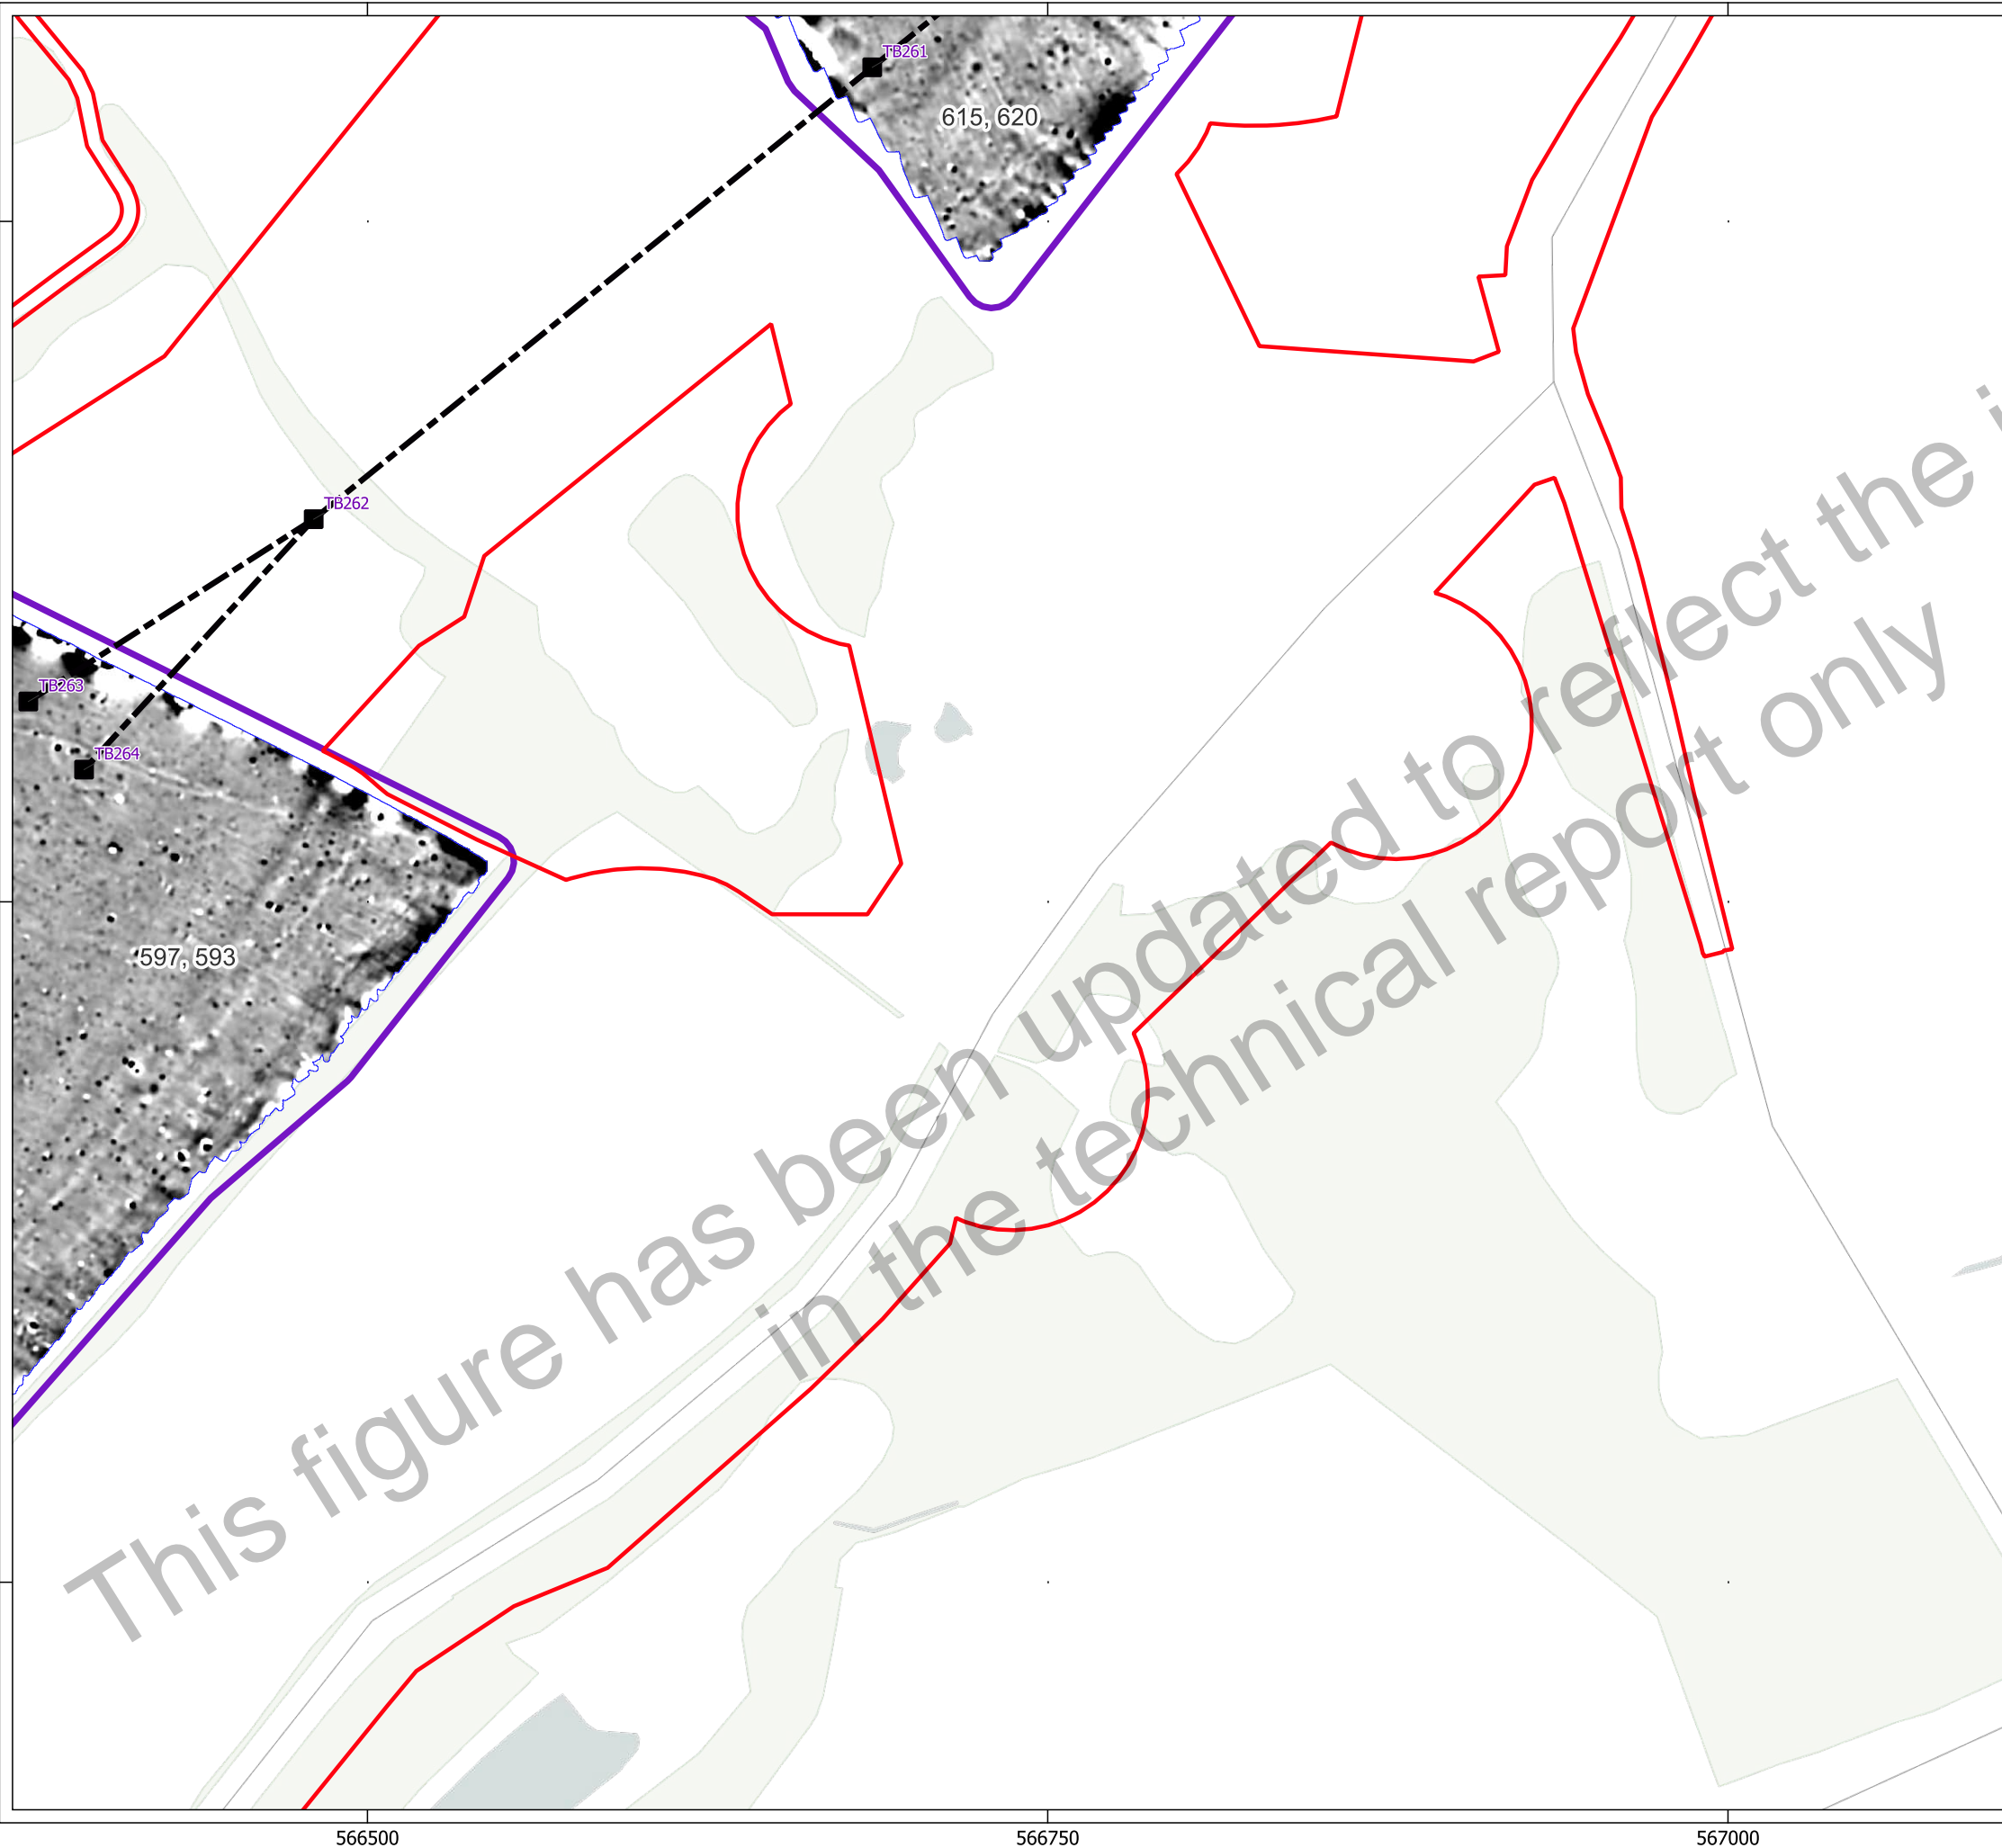 TB261
615, 620
TB262
TB263
TB264
597, 593
This figure has been updated to reflect the
in the technical report only
566500
566750
567000